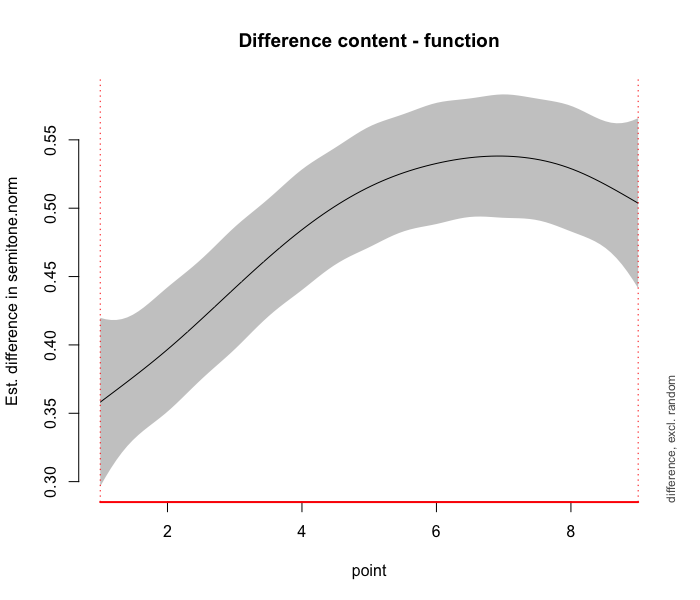 Difference content - function
Est. difference in semitone.norm
0.55
0.50
0.45
0.40
0.35
0.30
2 4 6 8
point
difference, excl. random